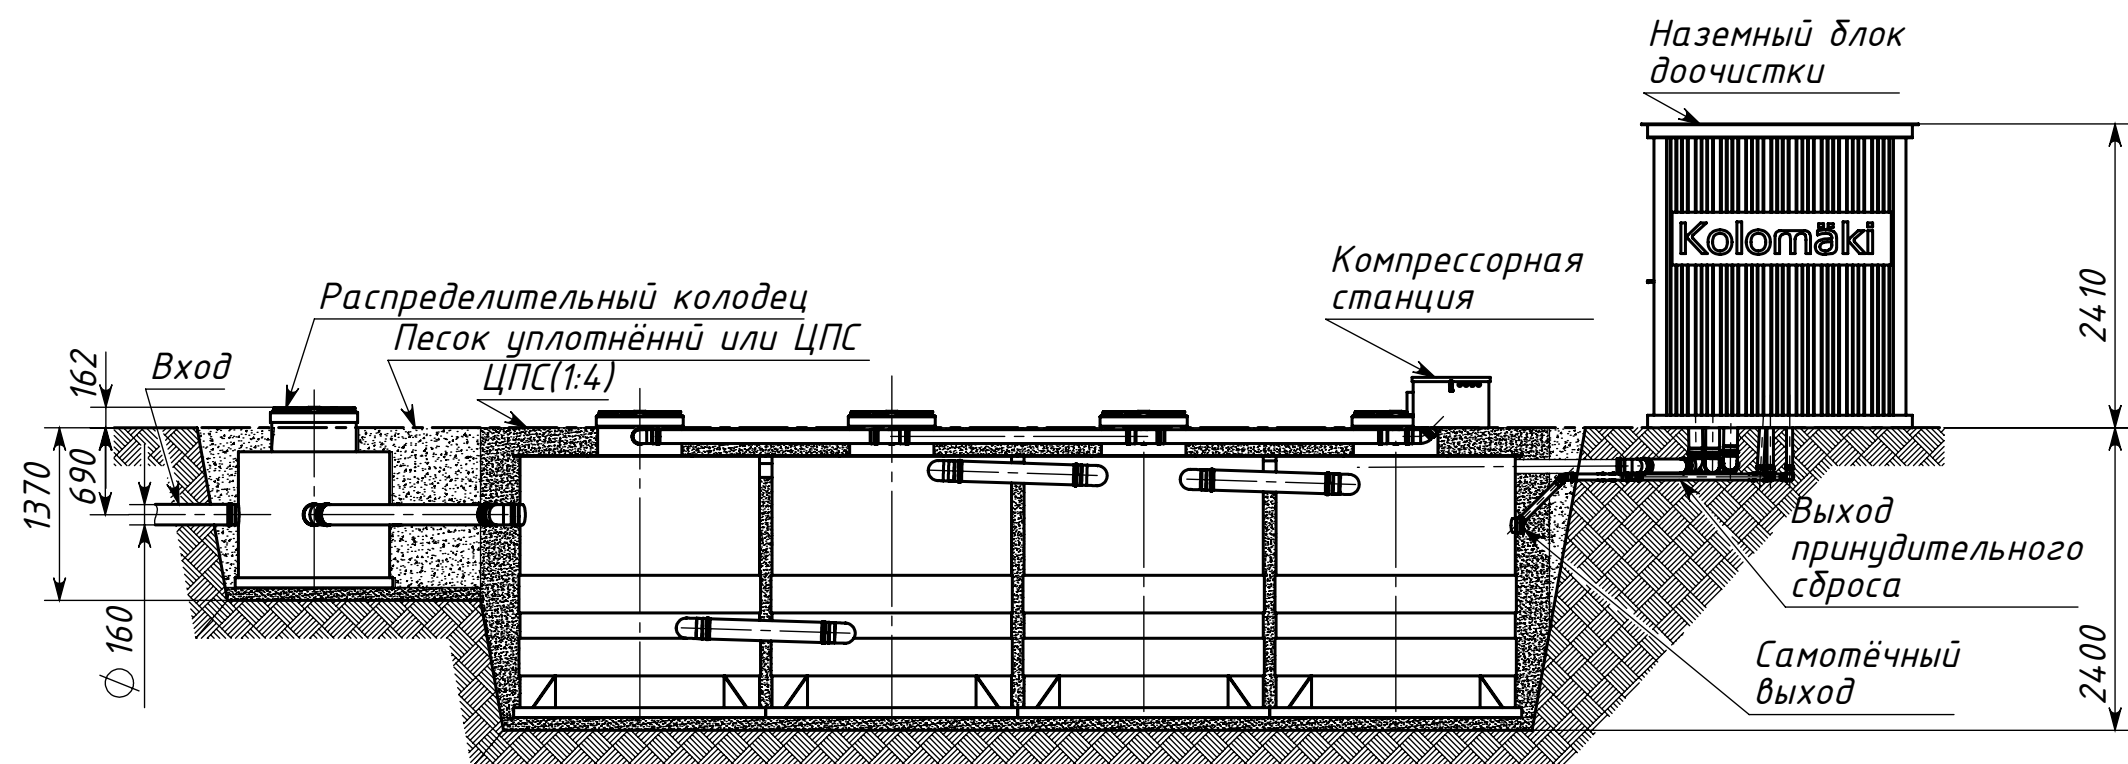 Наземный блок
доочистки
Kolomäki
2410
Компрессорная
станция
Распределительный колодец
Песок уплотнённй или ЦПС
ЦПС(1:4)
Вход
162
690
1370
⌀ 160
Выход
принудительного
сброса
Самотёчный
выход
2400